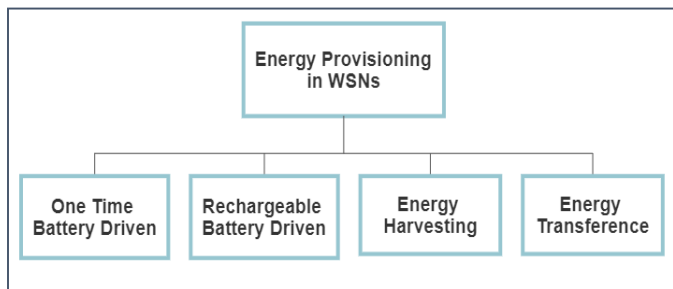 Energy Provisioning
in WSNs
One Time
Battery Driven
Rechargeable
Battery Driven
Energy
Harvesting
Energy
Transference